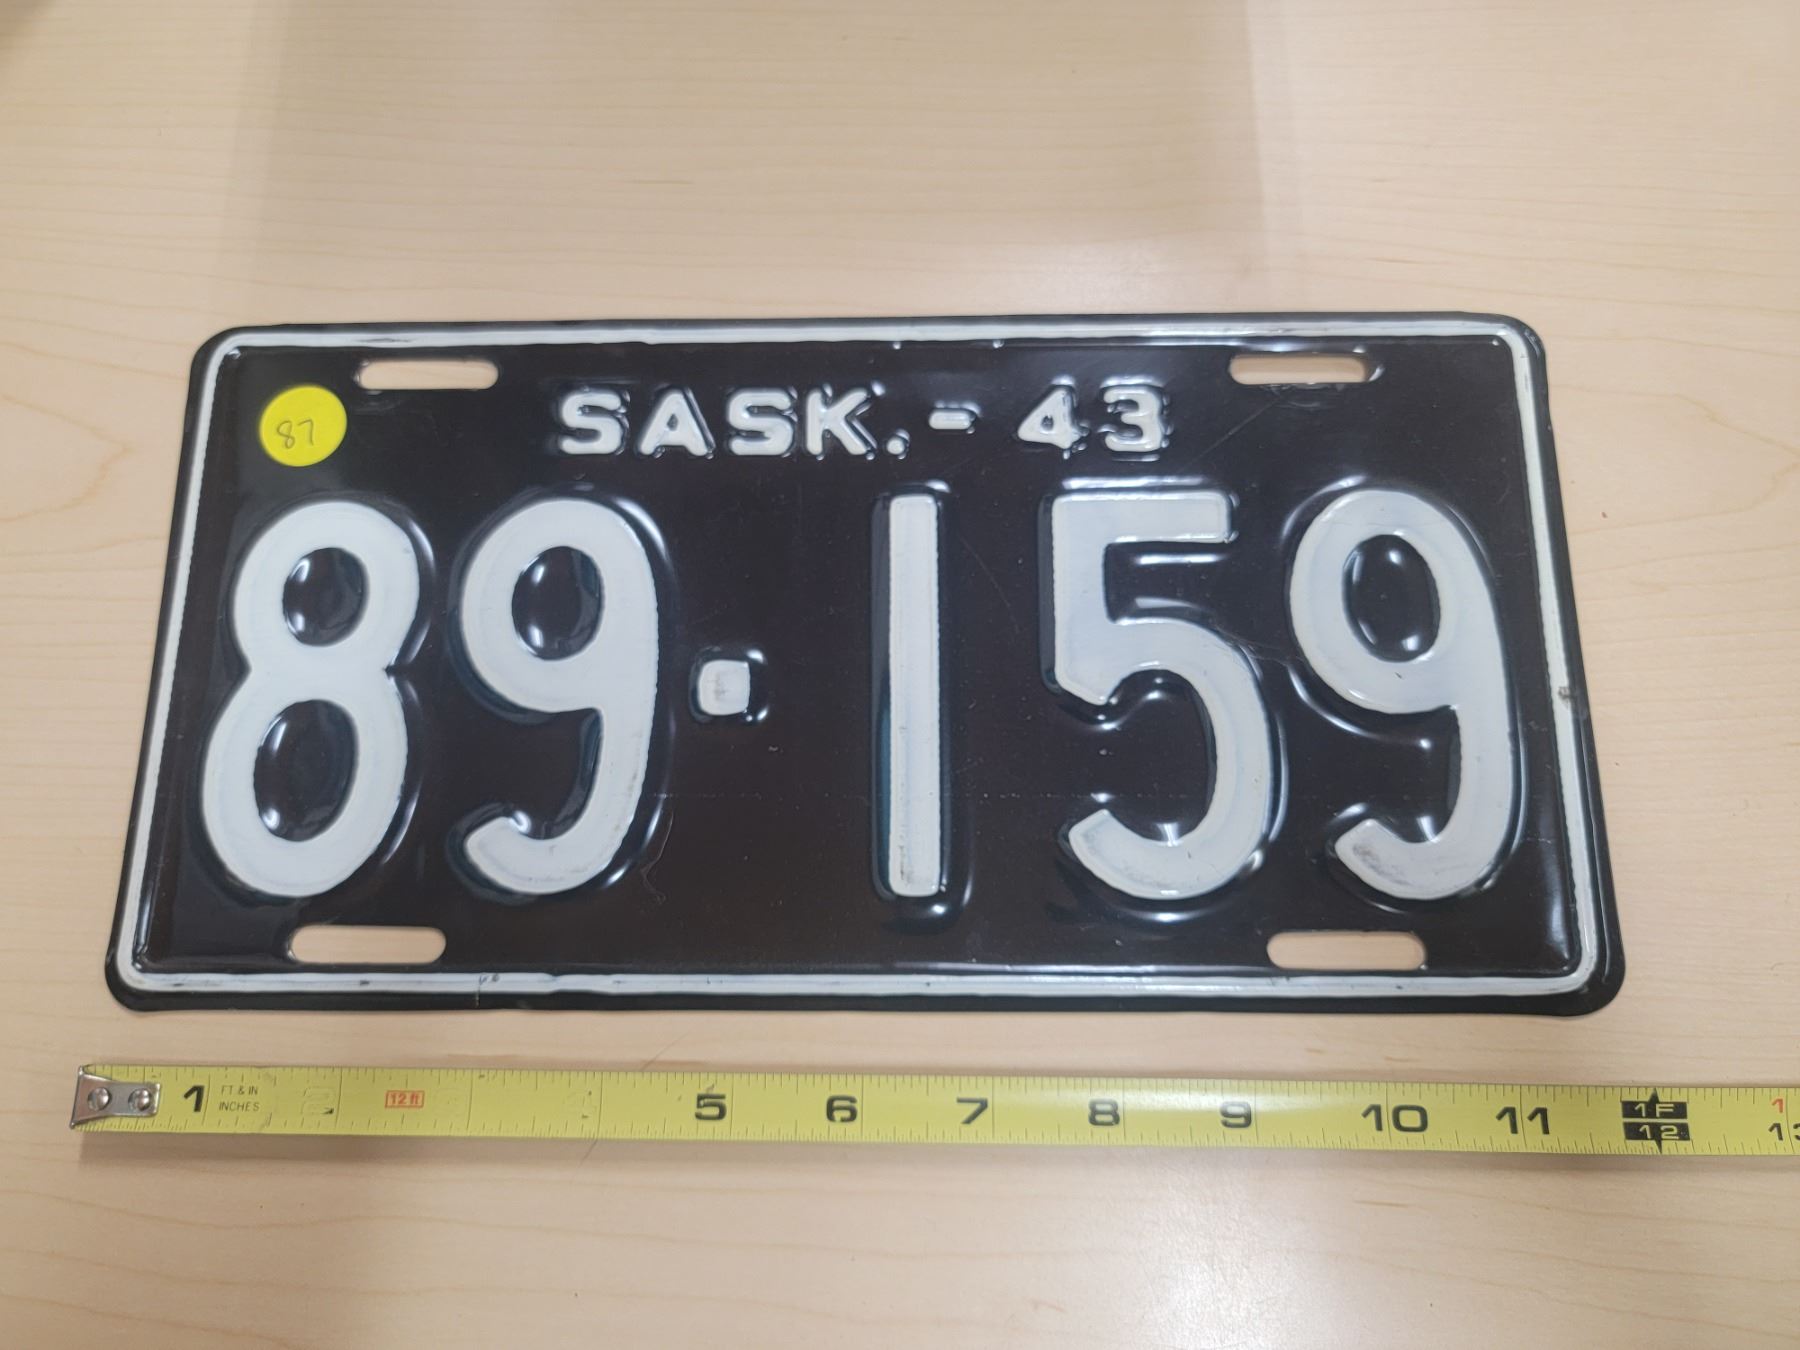 SASK.-43
87
89·159
1 FT & IN INCHES 12 ft 5 6 7 8 9 10 11 1F 12